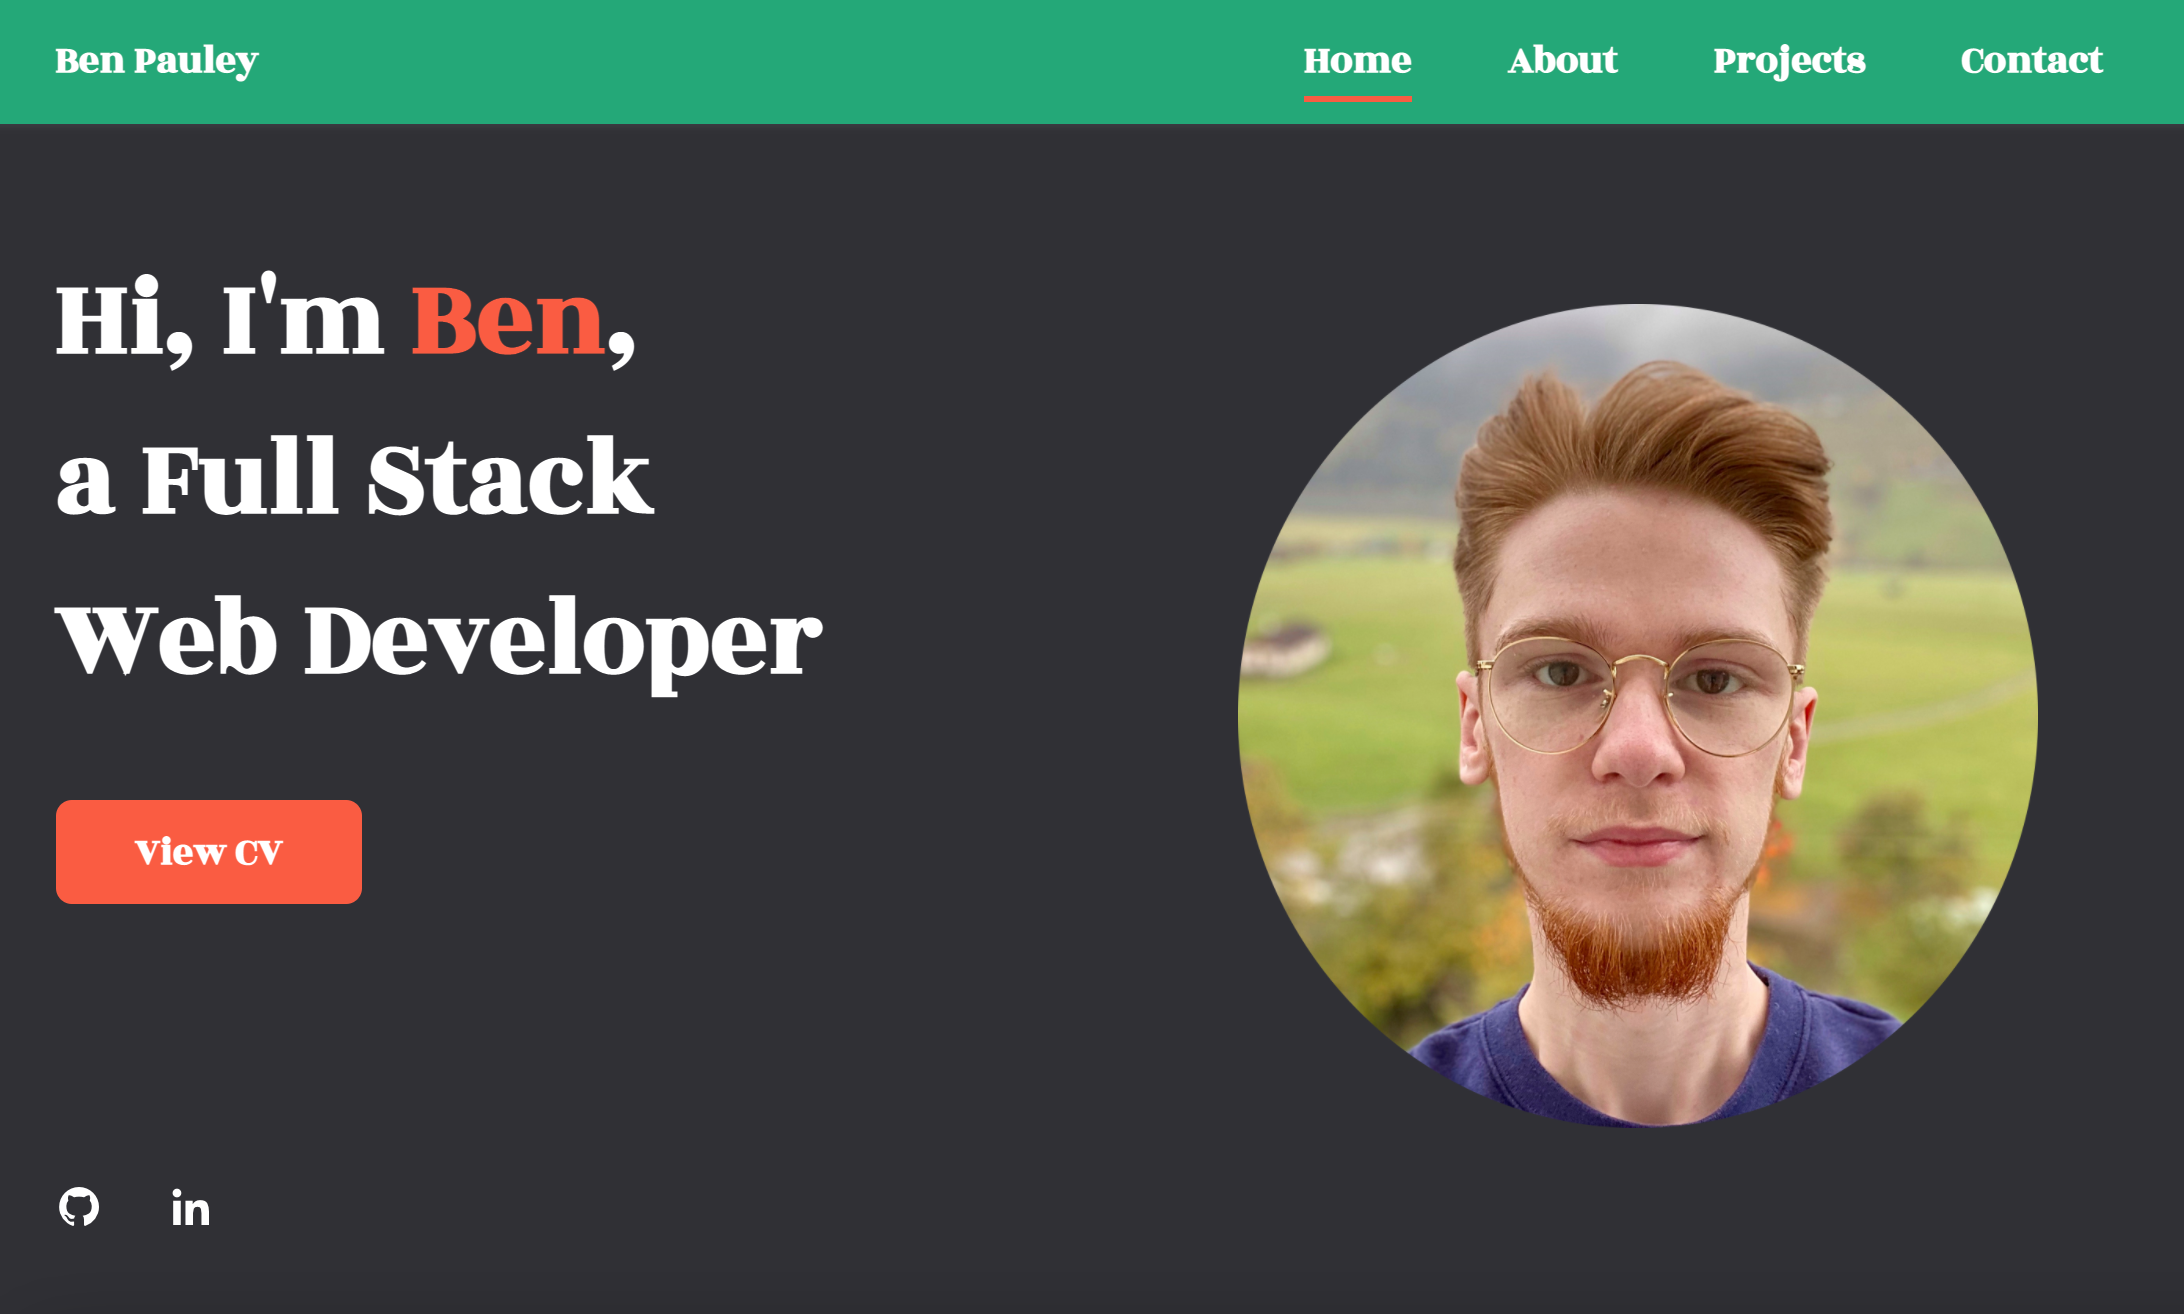 Ben Pauley
Home About Projects Contact
Hi, I'm Ben,
a Full Stack
Web Developer
View CV
in